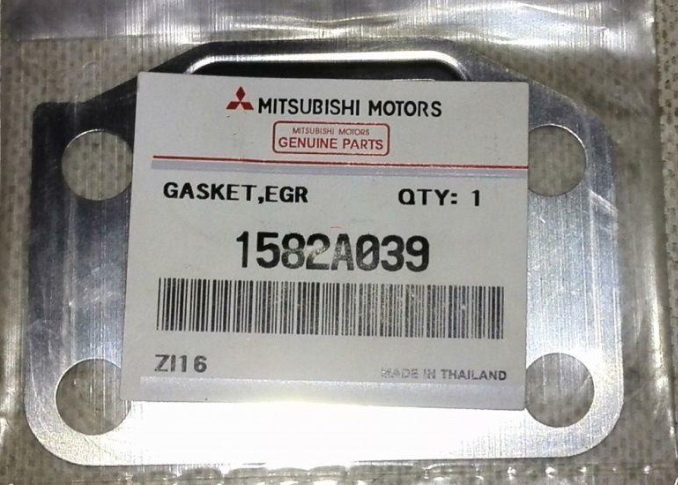 MITSUBISHI MOTORS
MITSUBISHI MOTORS
GENUINE PARTS
GASKET,EGR QTY: 1
1582A039
ZI16 MADE IN THAILAND